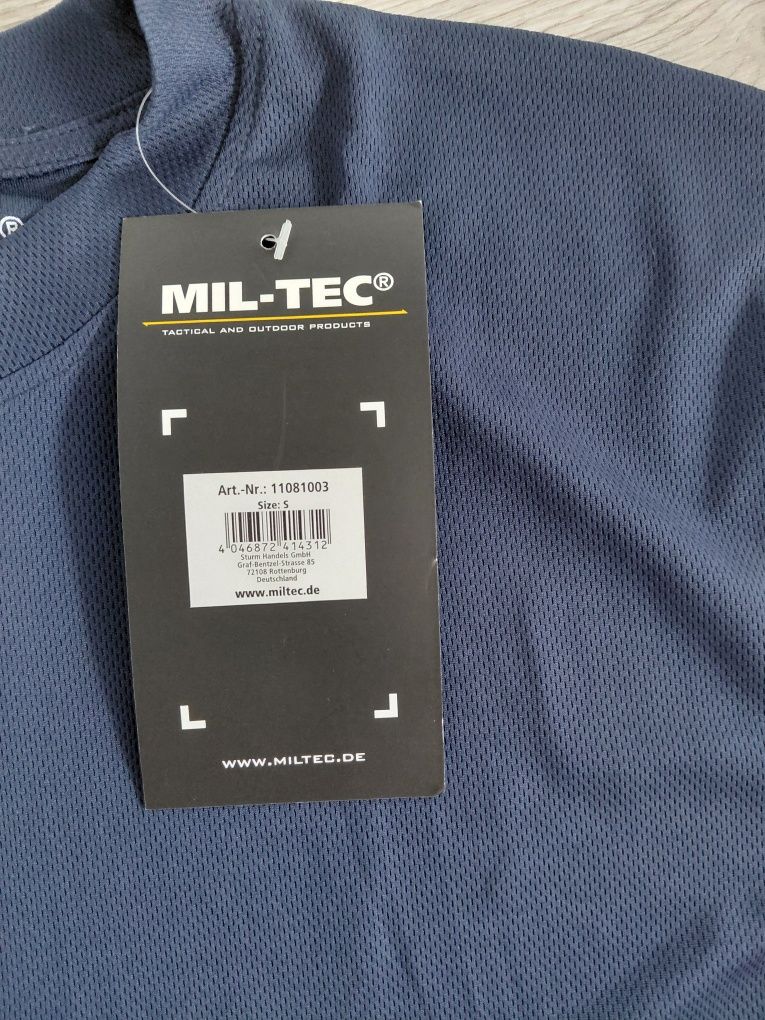 MIL-TEC®
TACTICAL AND OUTDOOR PRODUCTS
Art.-Nr.: 11081003
Size: S
4 046872 414312
Sturm Handels GmbH
Graf-Bentzel-Strasse 85
72108 Rottenburg
Deutschland
www.miltec.de
WWW.MILTEC.DE
®